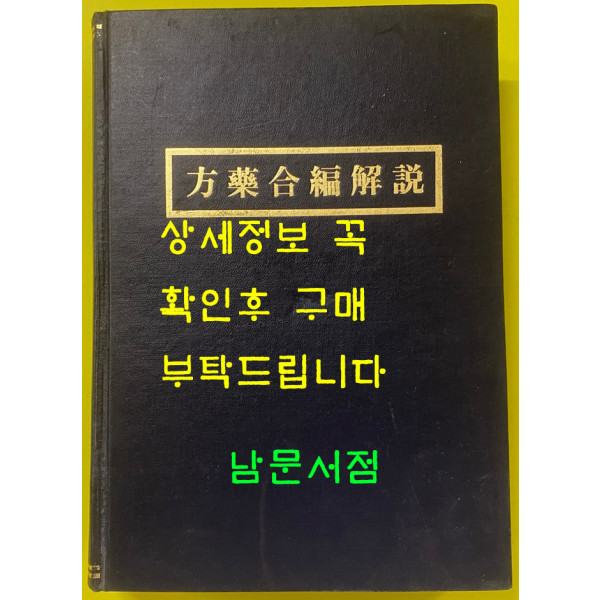 方藥合編解説
상세정보 꼭
확인후 구매
부탁드립니다
남문서점